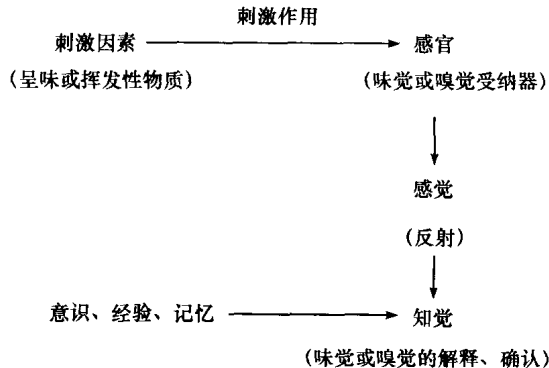 刺激作用
刺激因素
感官
(呈味或挥发性物质)
(味觉或嗅觉受纳器)
感觉
(反射)
意识、经验、记忆
知觉
(味觉或嗅觉的解释、确认)